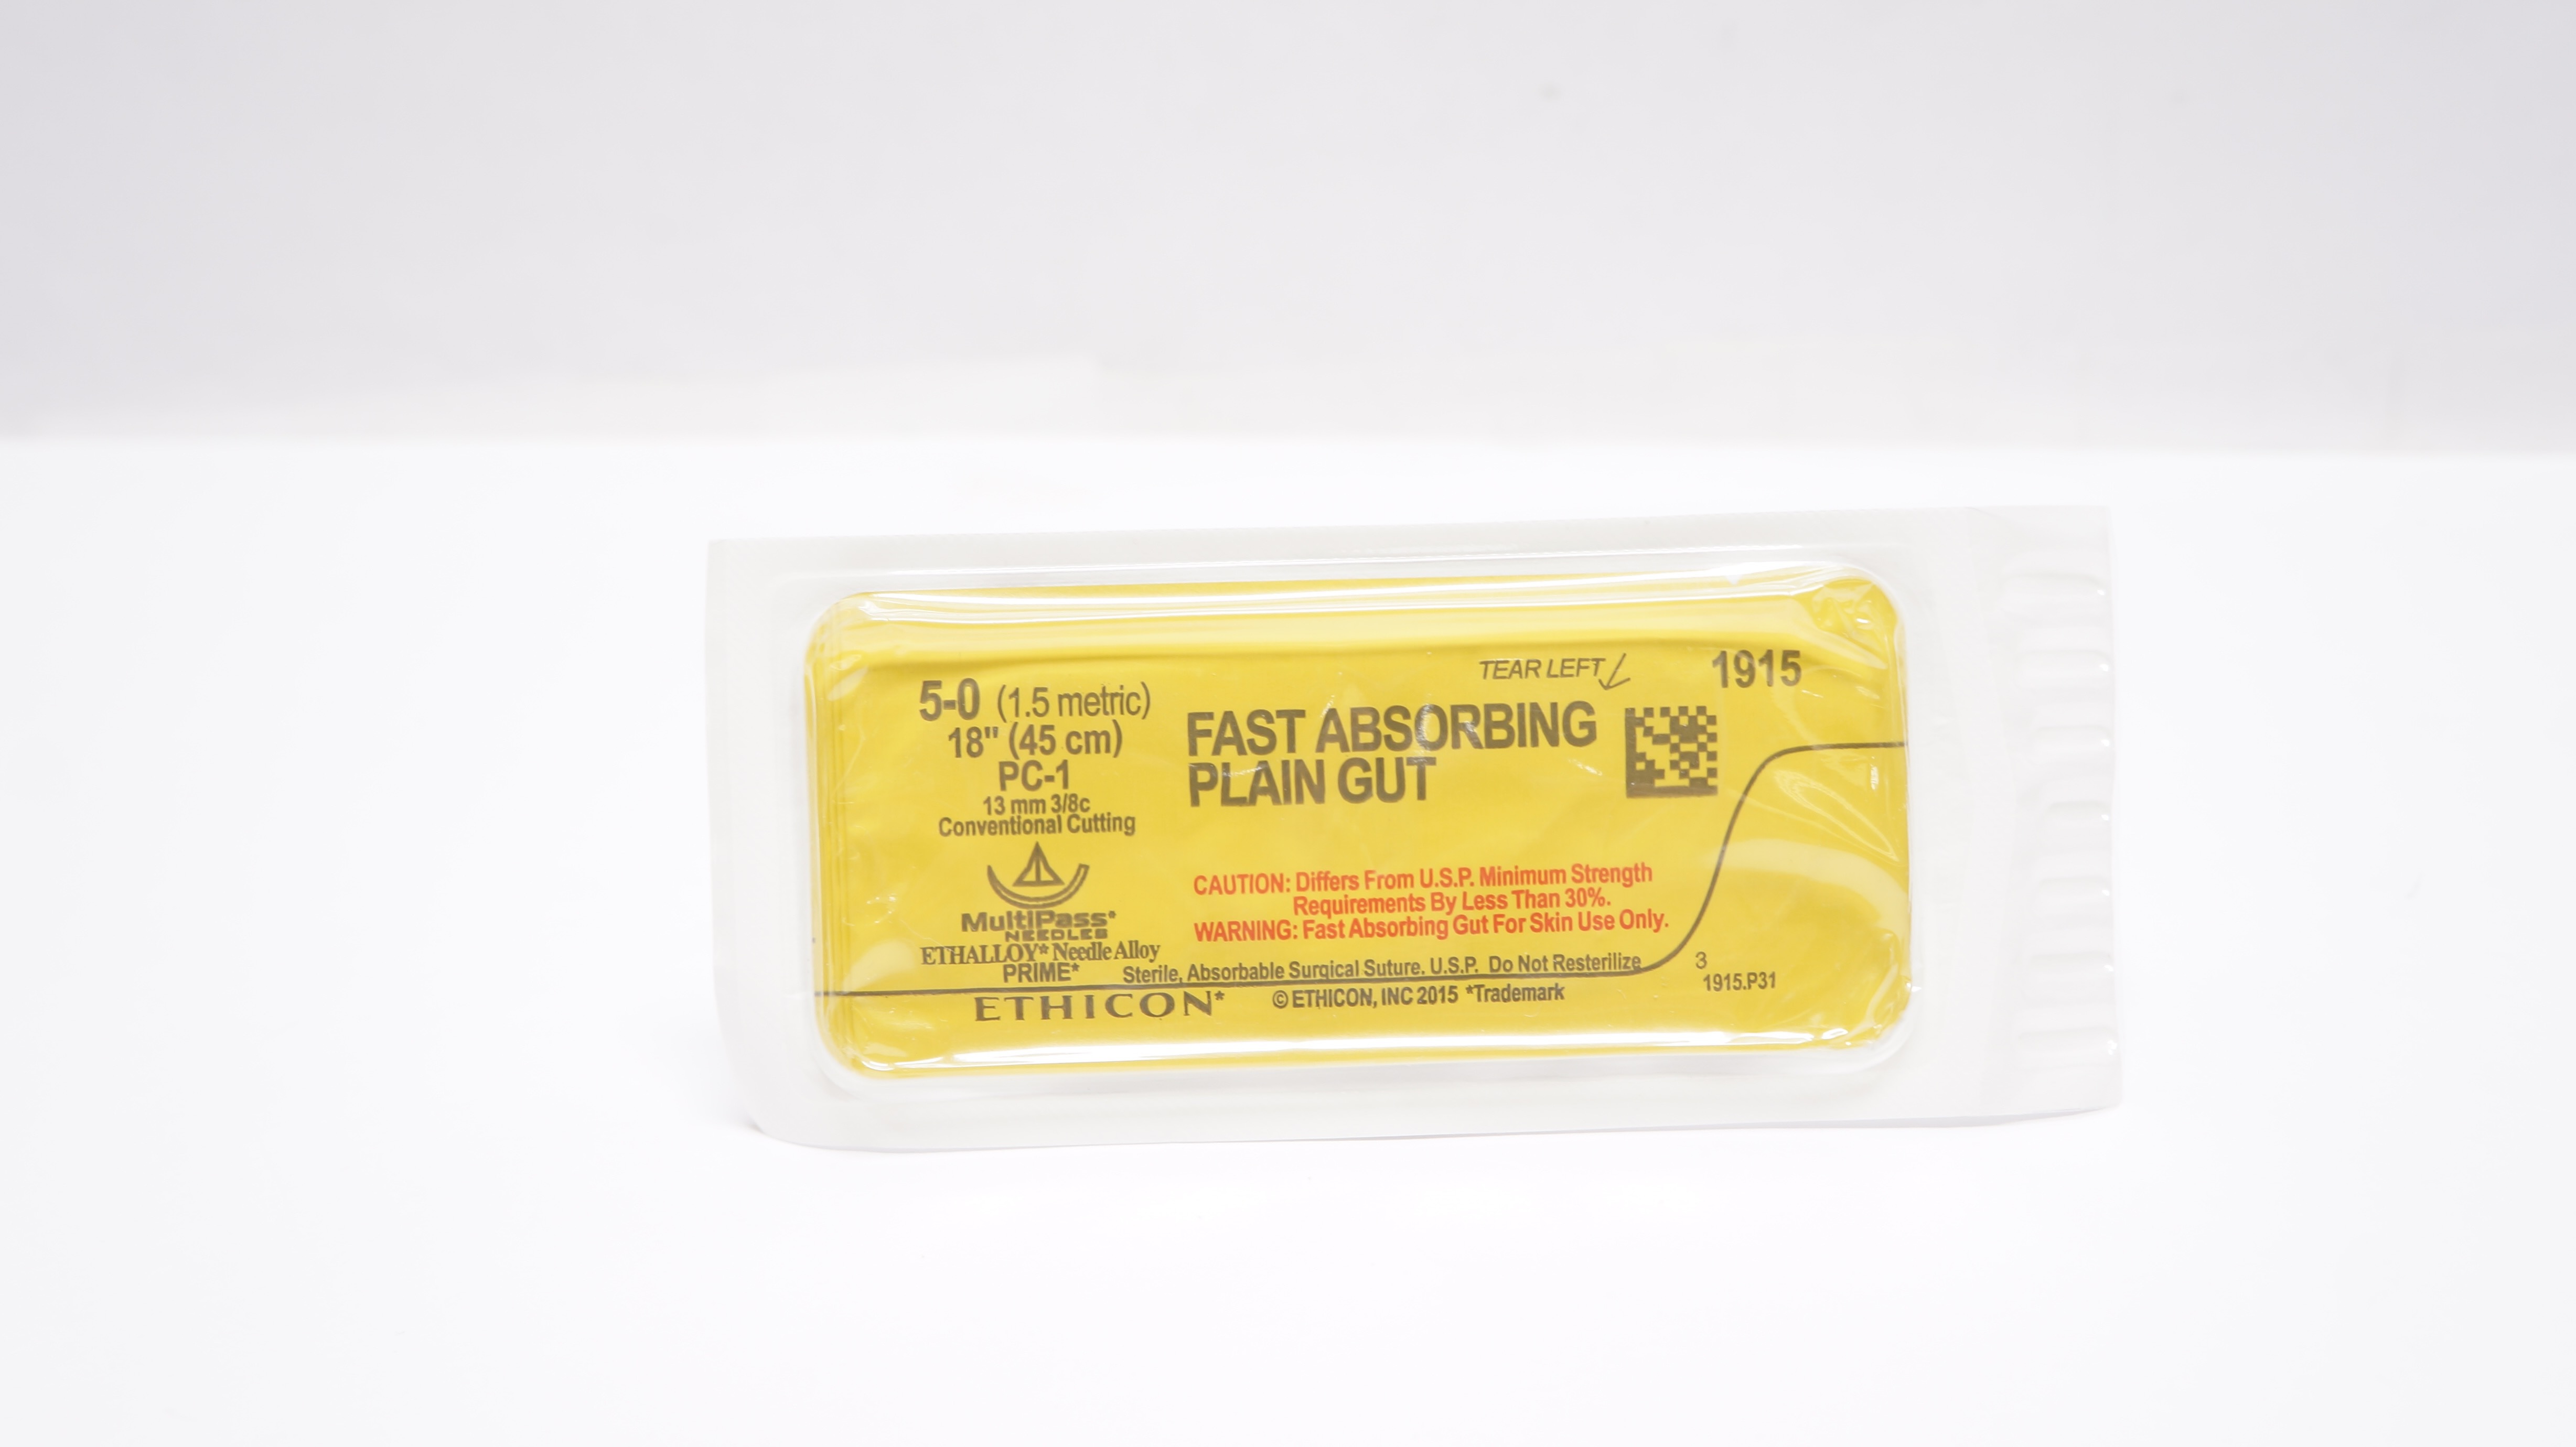 TEAR LEFT
1915
5-0 (1.5 metric)
18" (45 cm)
PC-1
13 mm 3/8c
Conventional Cutting
MultiPass*
NEEDLES
ETHALLOY* Needle Alloy
PRIME*
FAST ABSORBING
PLAIN GUT
CAUTION: Differs From U.S.P. Minimum Strength
Requirements By Less Than 30%.
WARNING: Fast Absorbing Gut For Skin Use Only.
Sterile, Absorbable Surgical Suture. U.S.P. Do Not Resterilize
3
1915.P31
ETHICON*
© ETHICON, INC 2015 *Trademark